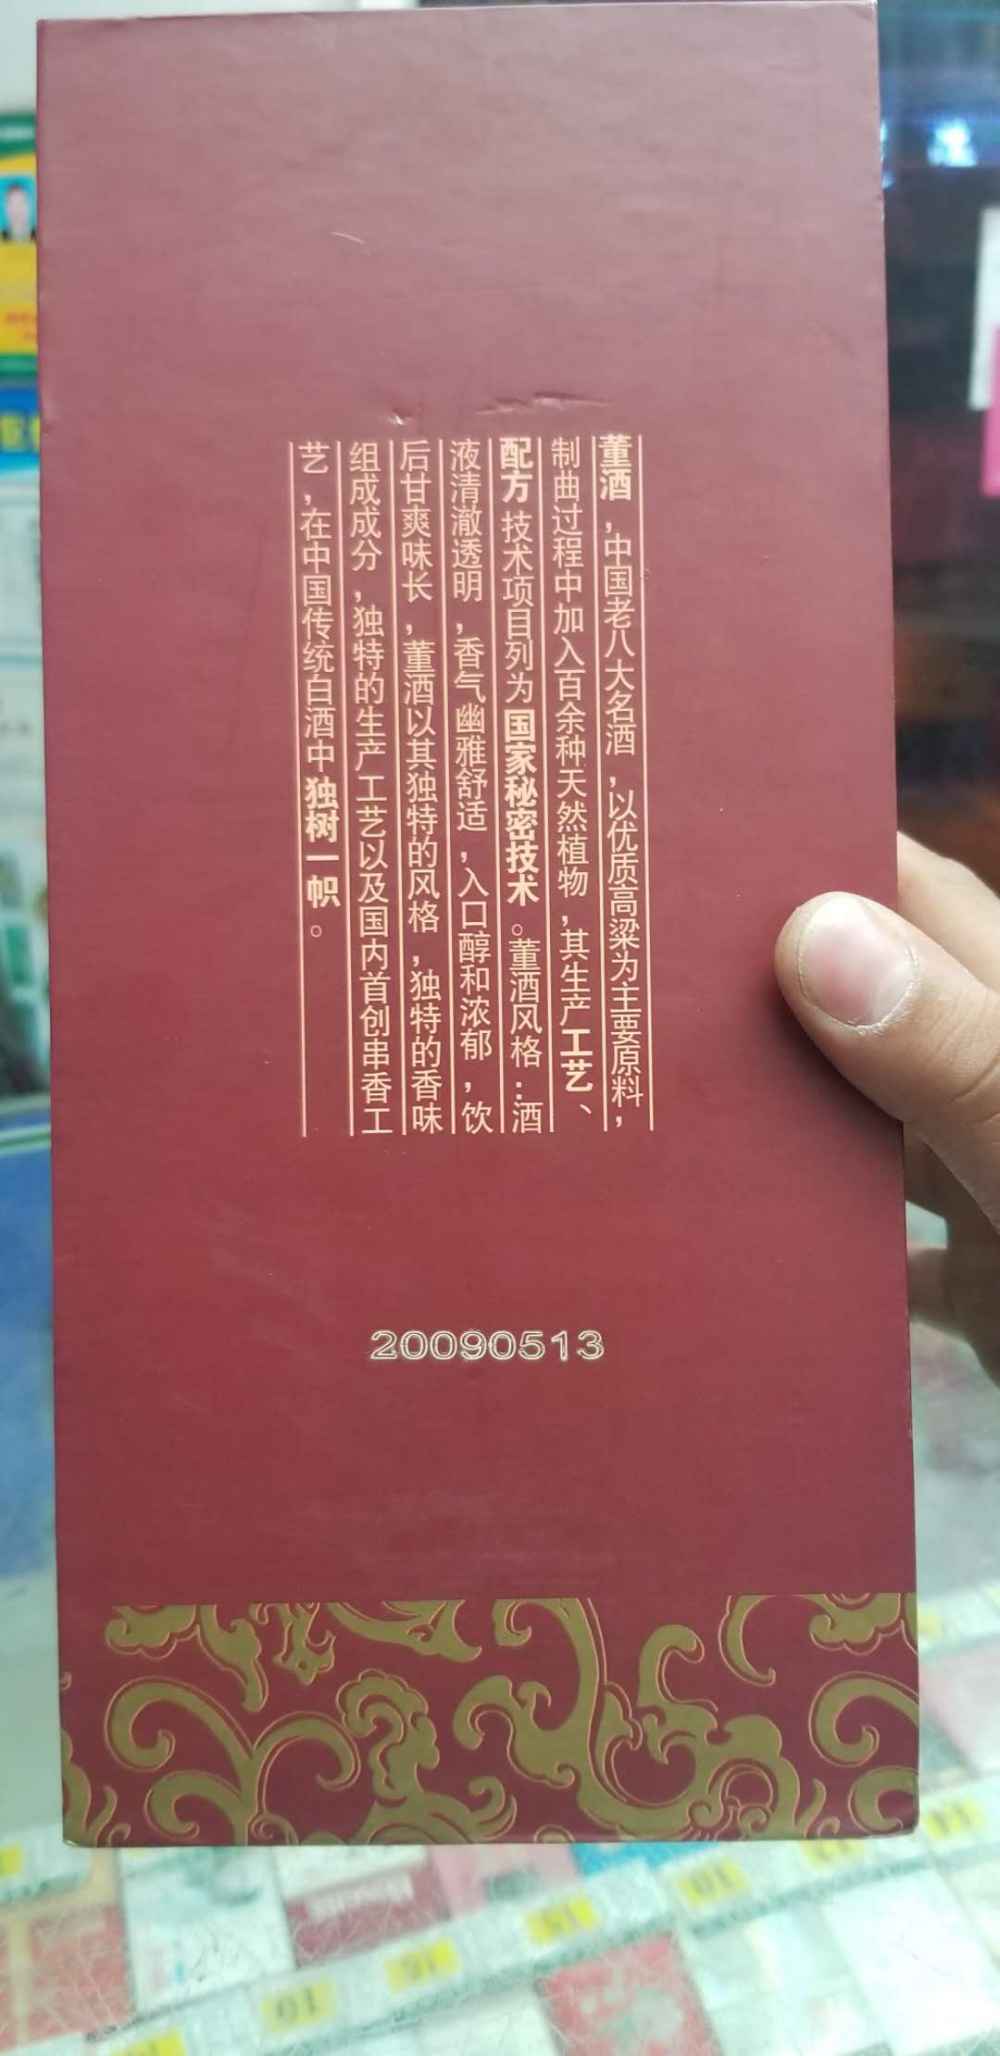 董酒，中国老八大名酒，以优质高粱为主要原料，
制曲过程中加入百余种天然植物，其生产工艺、
配方技术项目列为国家秘密技术。董酒风格：酒
液清澈透明，香气幽雅舒适，入口醇和浓郁，饮
后甘爽味长，董酒以其独特的风格，独特的香味
组成成分，独特的生产工艺以及国内首创串香工
艺，在中国传统白酒中独树一帜。
20090513